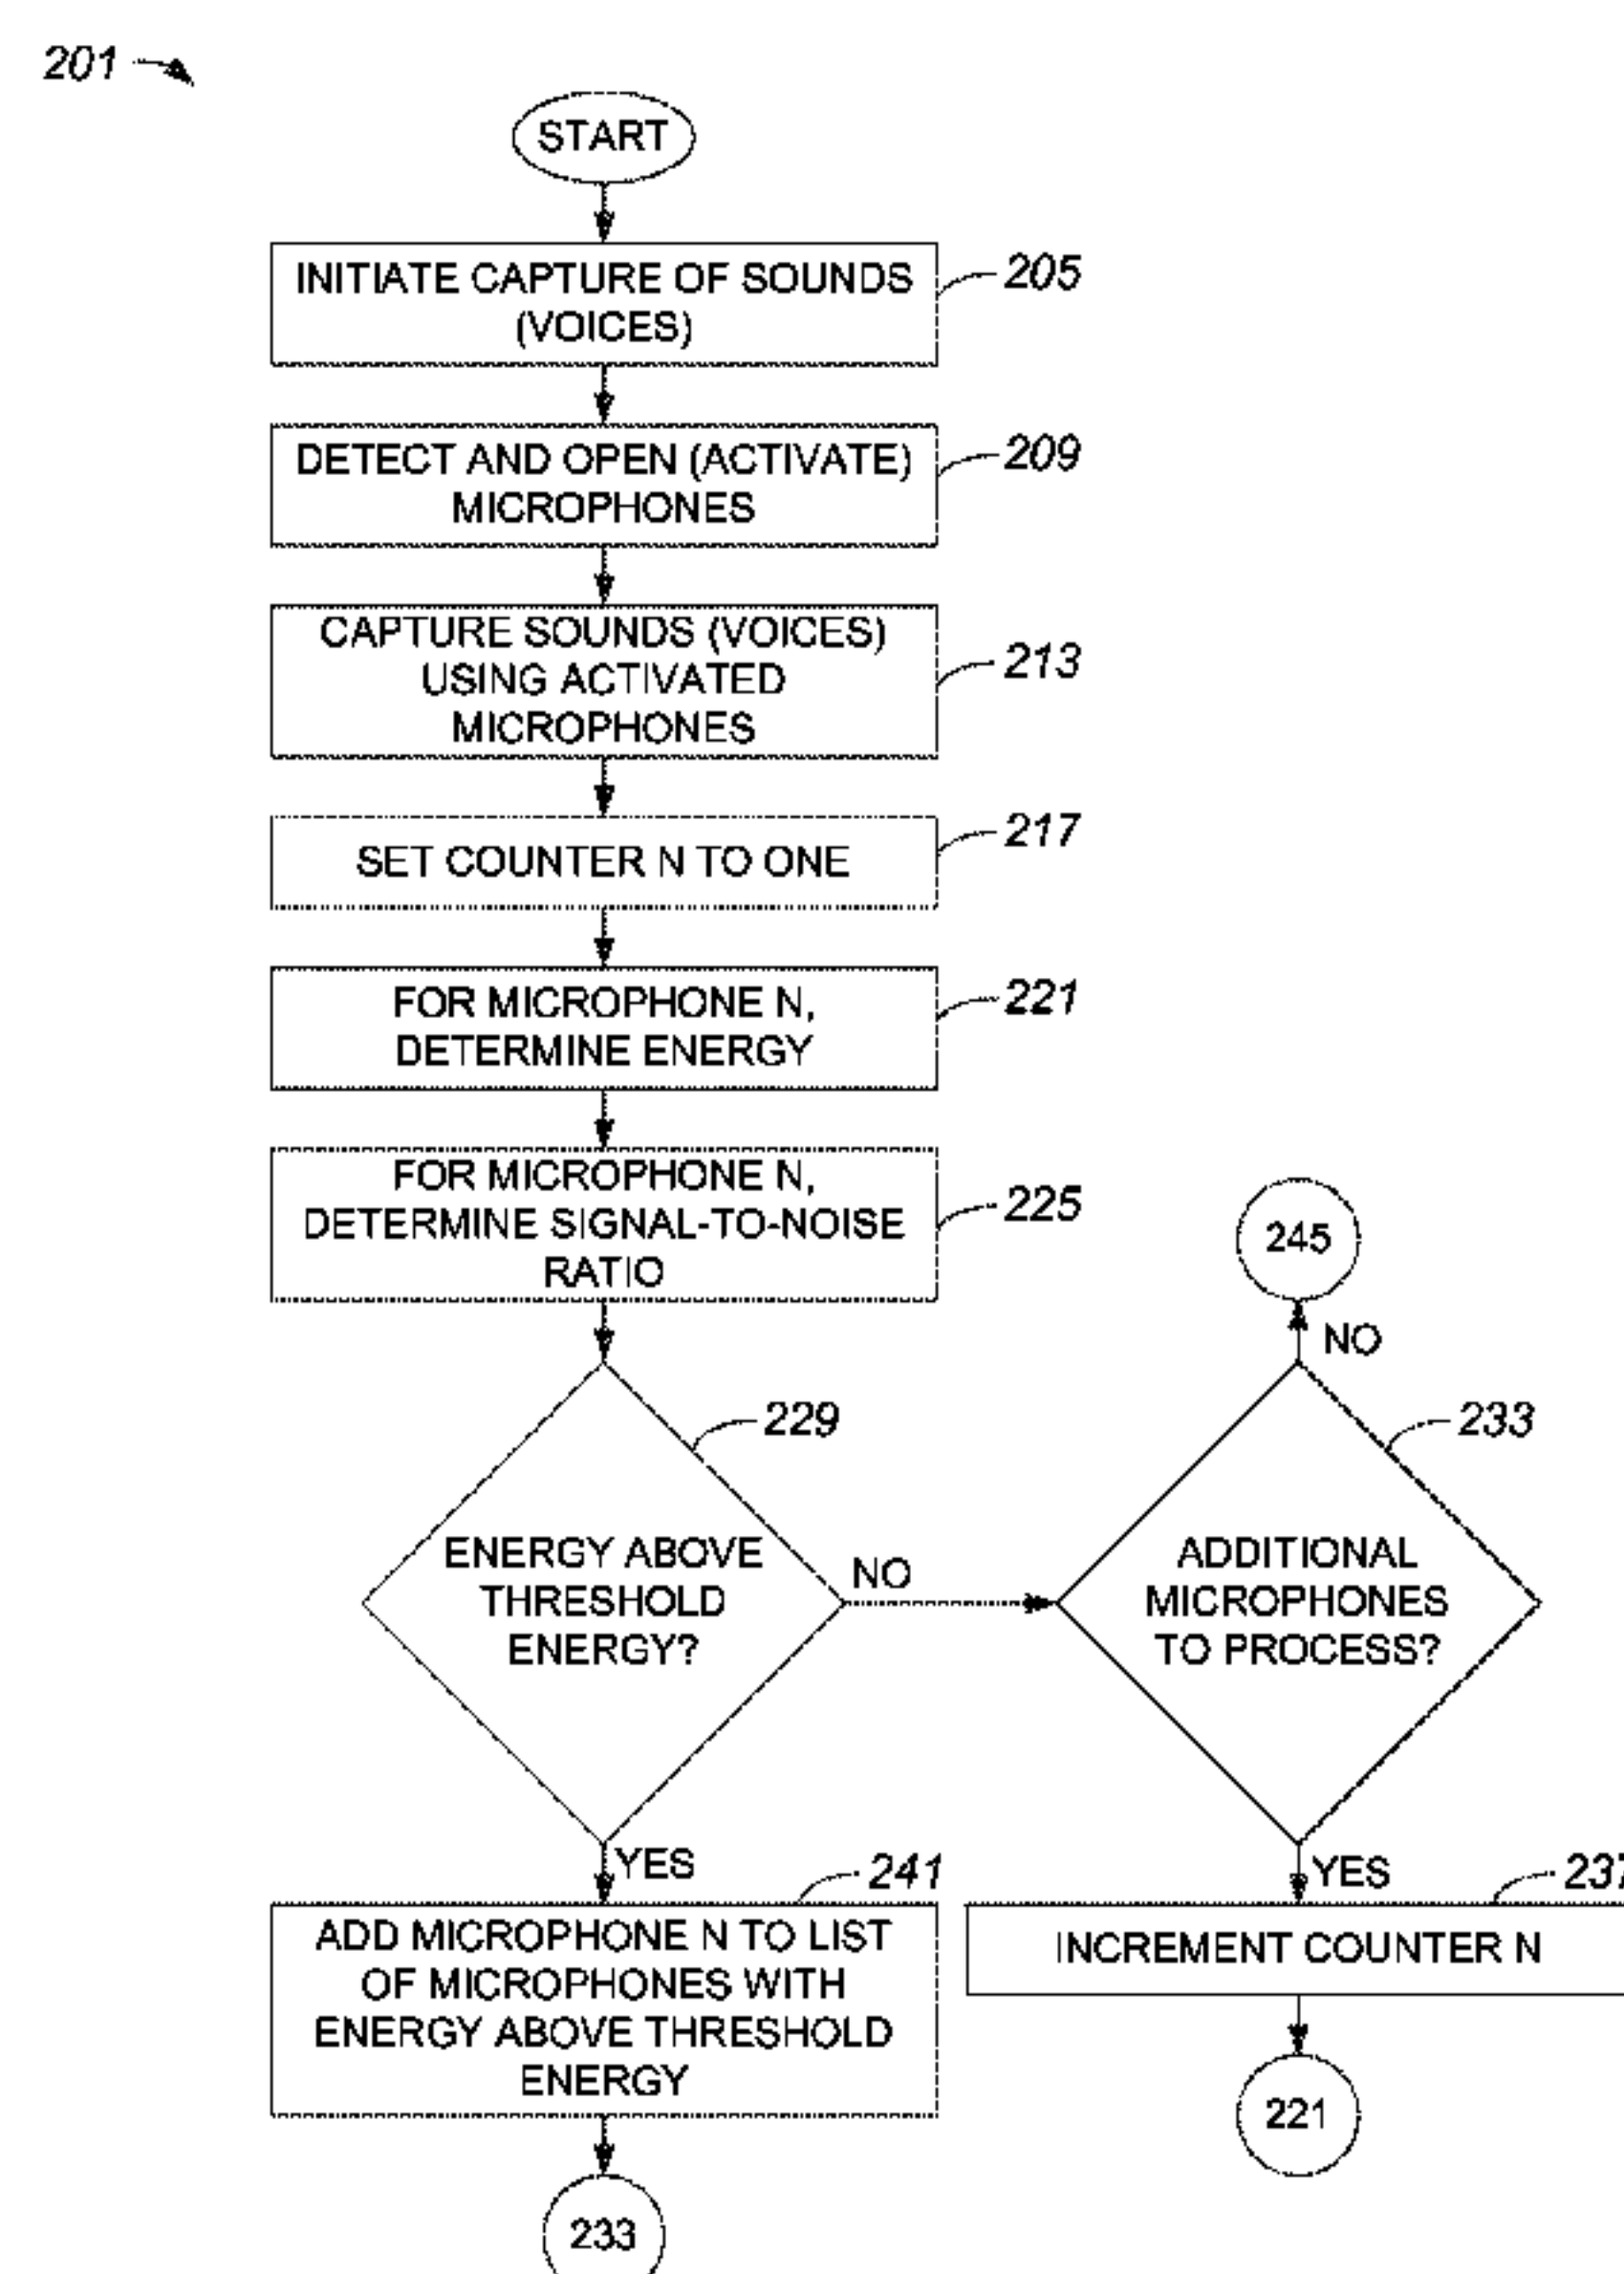 201
START
INITIATE CAPTURE OF SOUNDS
(VOICES)
205
DETECT AND OPEN (ACTIVATE)
MICROPHONES
209
CAPTURE SOUNDS (VOICES)
USING ACTIVATED
MICROPHONES
213
SET COUNTER N TO ONE
217
FOR MICROPHONE N,
DETERMINE ENERGY
221
FOR MICROPHONE N,
DETERMINE SIGNAL-TO-NOISE
RATIO
225
245
NO
229
ENERGY ABOVE
THRESHOLD
ENERGY?
NO
233
ADDITIONAL
MICROPHONES
TO PROCESS?
YES
241
ADD MICROPHONE N TO LIST
OF MICROPHONES WITH
ENERGY ABOVE THRESHOLD
ENERGY
233
YES
237
INCREMENT COUNTER N
221